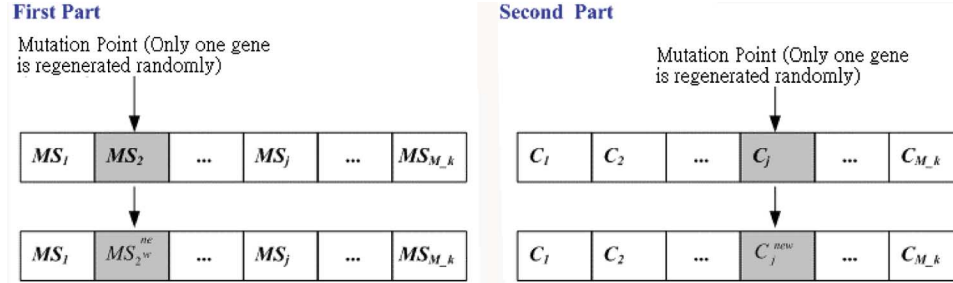 First Part
Mutation Point (Only one gene
is regenerated randomly)
MS1 MS2 ... MSj ... MSM_k
MS1 MS2new ... MSj ... MSM_k
Second Part
Mutation Point (Only one gene
is regenerated randomly)
C1 C2 ... Cj ... CM_k
C1 C2 ... Cjnew ... CM_k